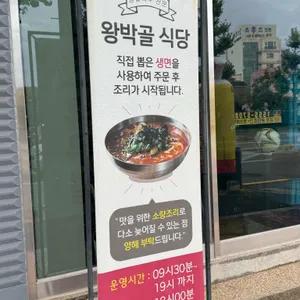 왕박골 식당
직접 뽑은 생면을
사용하여 주문 후
조리가 시작됩니다.
"맛을 위한 소량조리로
다소 늦어질 수 있는 점
양해 부탁드립니다."
운영시간 : 09시30분~
19시 까지